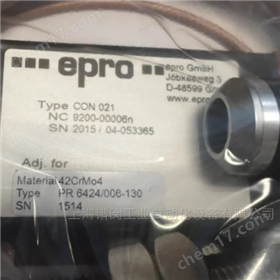 epro
epro GmbH
Jöbkesweg 3
D-48599 Gr
Type CON 021
NC 9200-00006n
SN 2015 / 04-053365
Adj. for
Material 42CrMo4
Type PR 6424/006-130
SN 1514